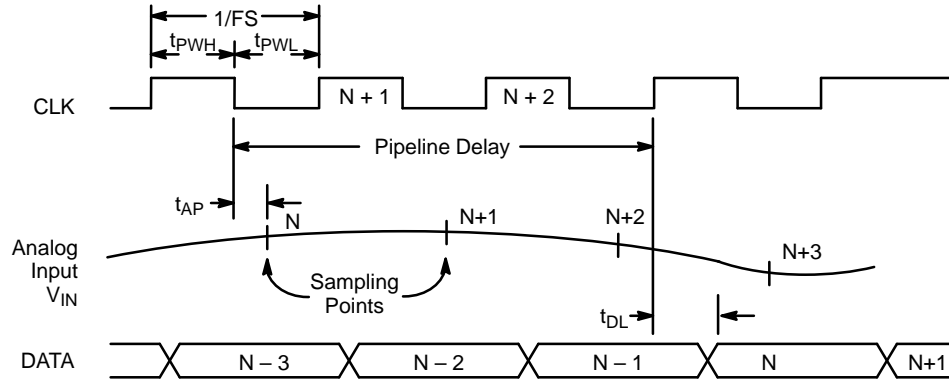 1/FS
tPWH tPWL
CLK N + 1 N + 2
Pipeline Delay
tAP N N+1 N+2 N+3
Analog
Input
VIN
Sampling
Points
tDL
DATA N – 3 N – 2 N – 1 N N+1